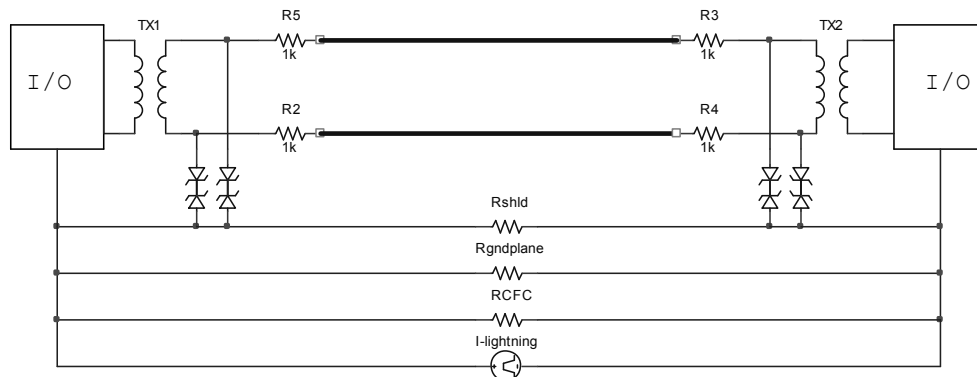 TX1
R5
R3
TX2
1k
1k
I/O
I/O
R2
R4
1k
1k
Rshld
Rgndplane
RCFC
I-lightning